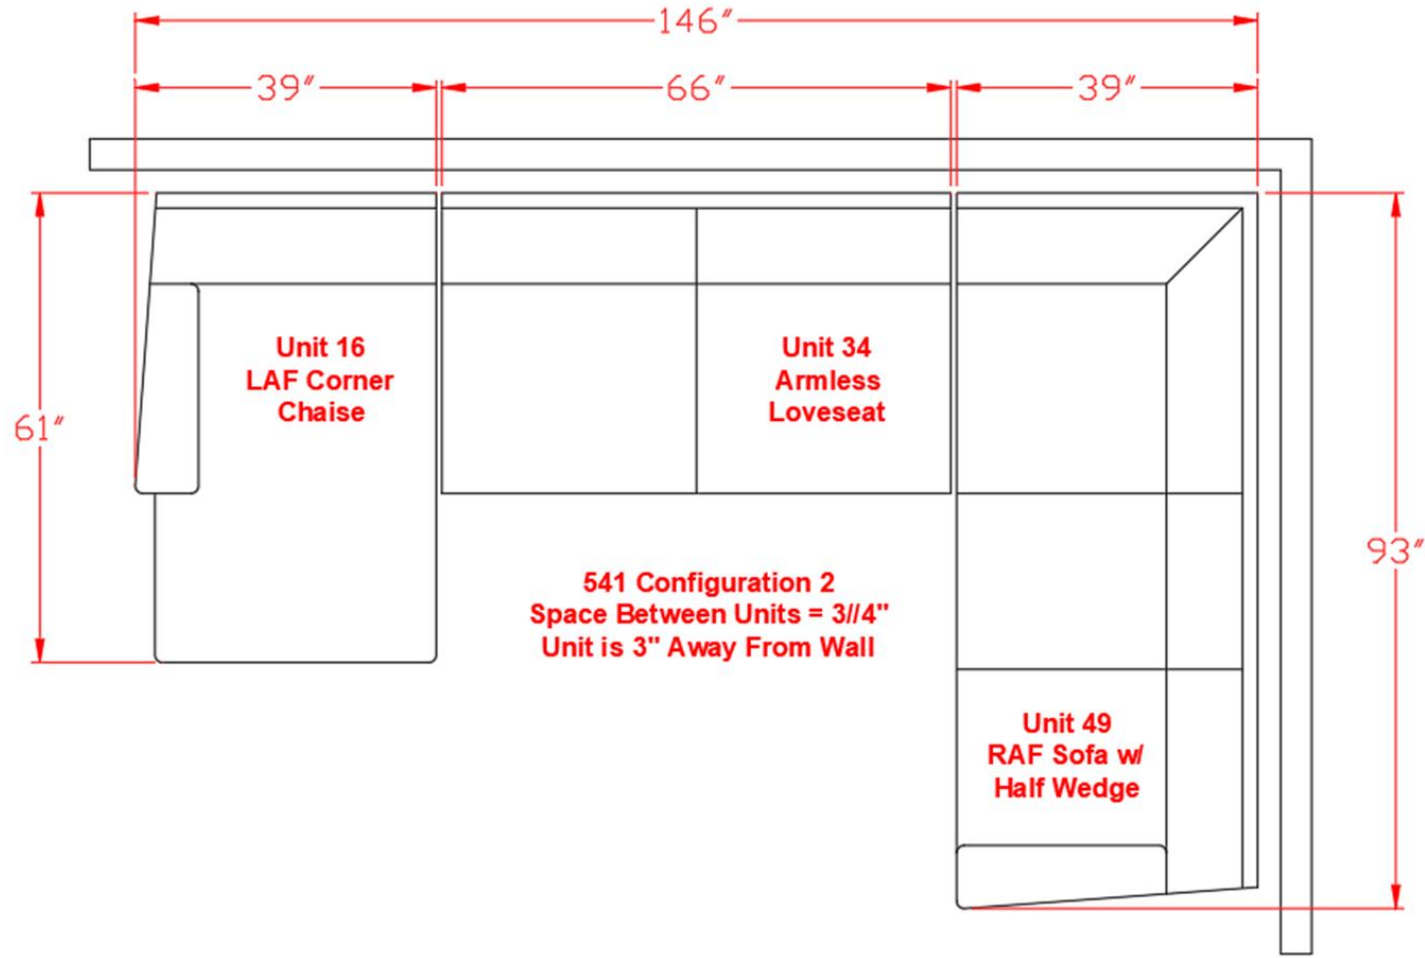 146"
39"
66"
39"
Unit 16
LAF Corner
Chaise
Unit 34
Armless
Loveseat
61"
93"
541 Configuration 2
Space Between Units = 3//4"
Unit is 3" Away From Wall
Unit 49
RAF Sofa w/
Half Wedge